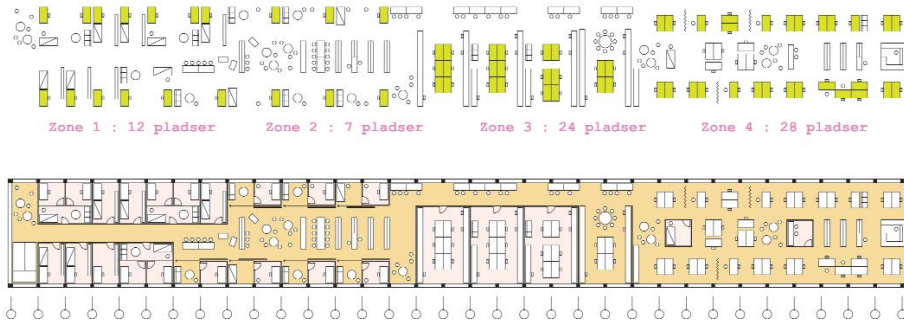 Zone 1 : 12 pladser
Zone 2 : 7 pladser
Zone 3 : 24 pladser
Zone 4 : 28 pladser